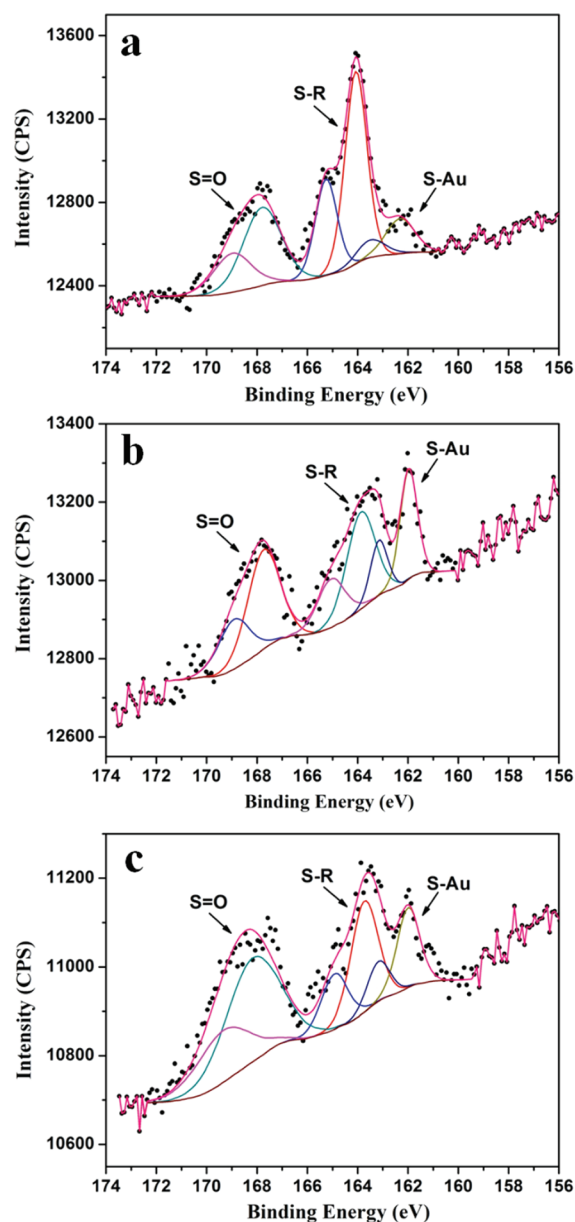 a
13600
13200
12800
12400
Intensity (CPS)
S=O
S-R
S-Au
174 172 170 168 166 164 162 160 158 156
Binding Energy (eV)
b
13400
13200
13000
12800
12600
Intensity (CPS)
S=O
S-R
S-Au
174 172 170 168 166 164 162 160 158 156
Binding Energy (eV)
c
11200
11000
10800
10600
Intensity (CPS)
S=O
S-R
S-Au
174 172 170 168 166 164 162 160 158 156
Binding Energy (eV)